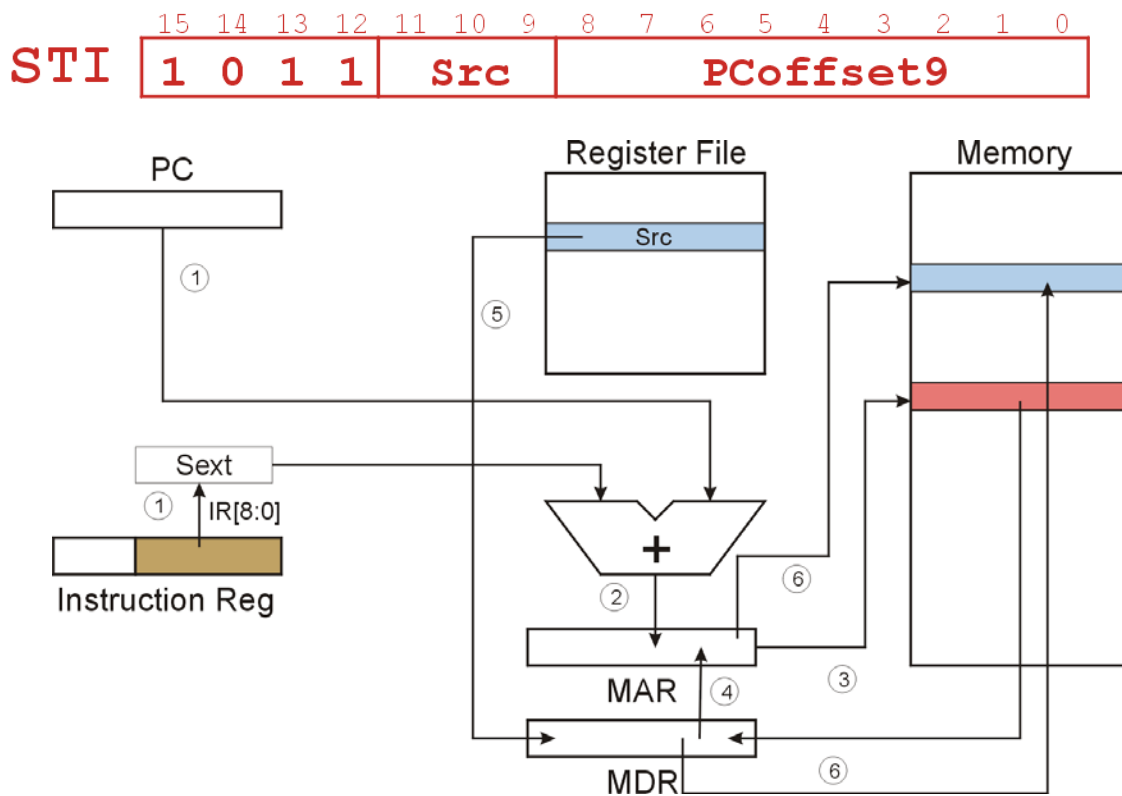 15 14 13 12 11 10 9 8 7 6 5 4 3 2 1 0
STI 1 0 1 1 Src PCoffset9
Register File Memory
PC
Src
1
5
Sext
1 IR[8:0]
+
Instruction Reg
2
6
MAR
4
3
MDR
6